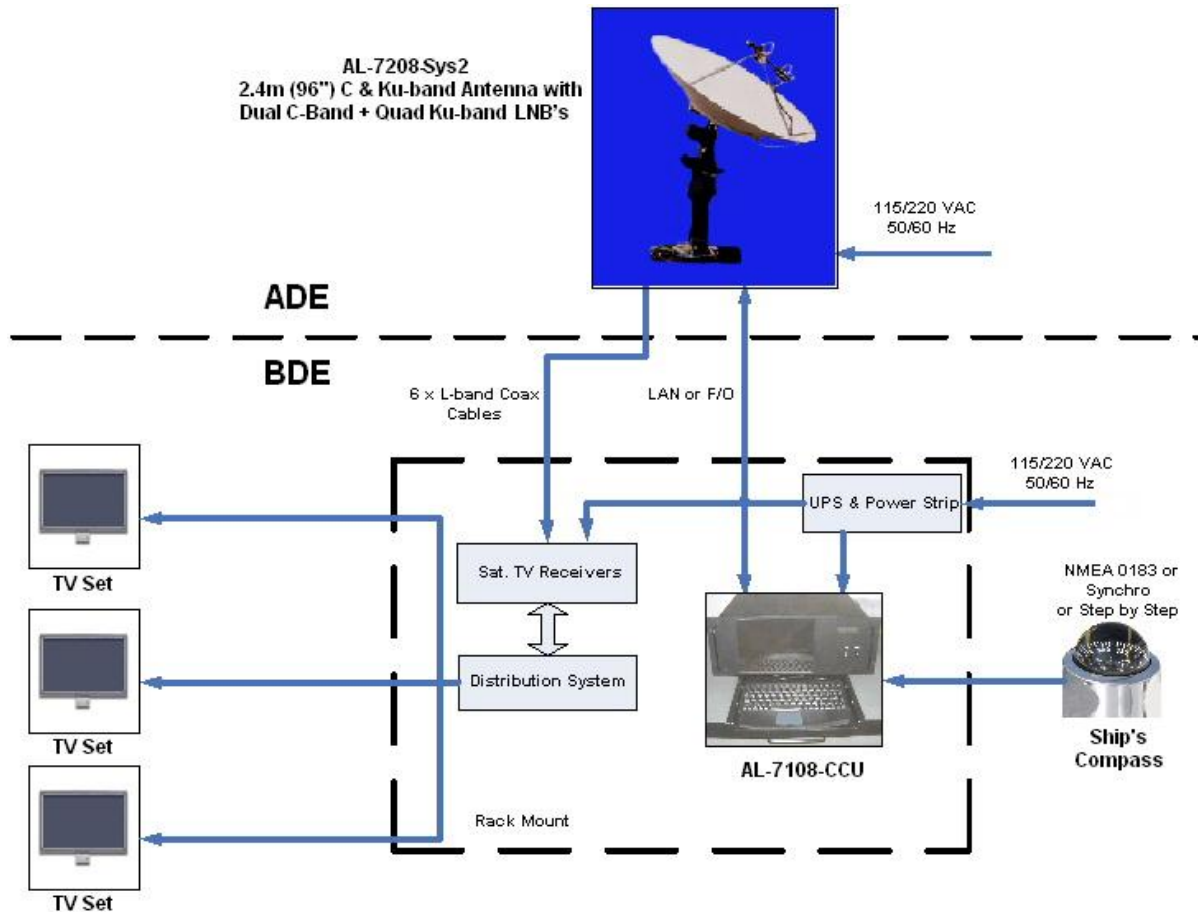 AL-7208-Sys2
2.4m (96") C & Ku-band Antenna with
Dual C-Band + Quad Ku-band LNB's
115/220 VAC
50/60 Hz
ADE
BDE
6 x L-band Coax
Cables
LAN or F/O
115/220 VAC
50/60 Hz
UPS & Power Strip
TV Set
Sat. TV Receivers
NMEA 0183 or
Synchro
or Step by Step
Distribution System
TV Set
AL-7108-CCU
Ship's
Compass
Rack Mount
TV Set